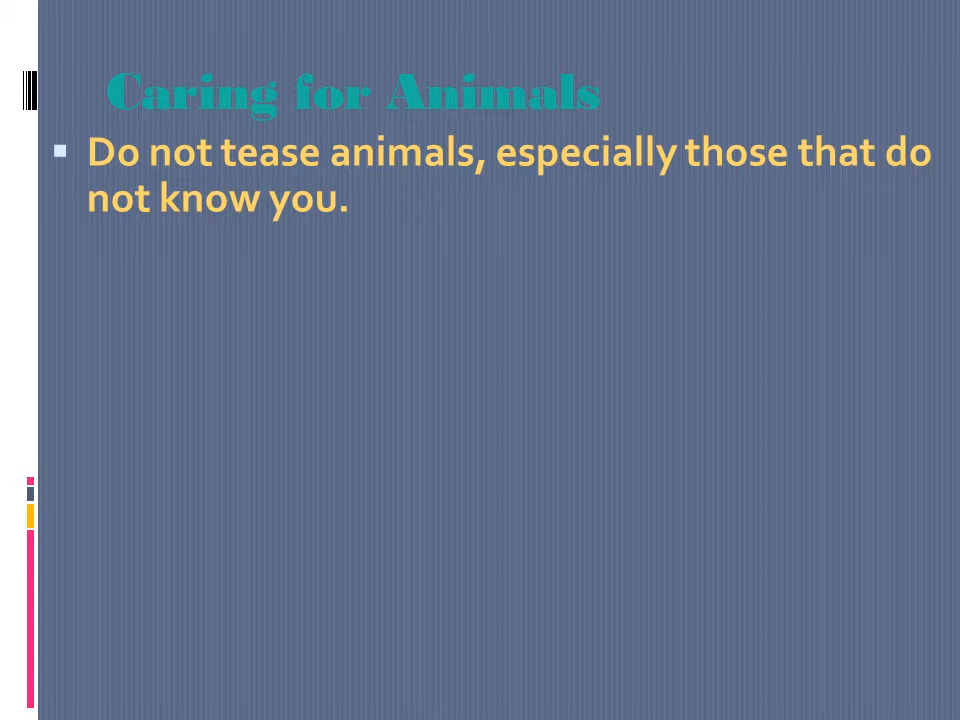 Caring for Animals
▪ Do not tease animals, especially those that do
not know you.